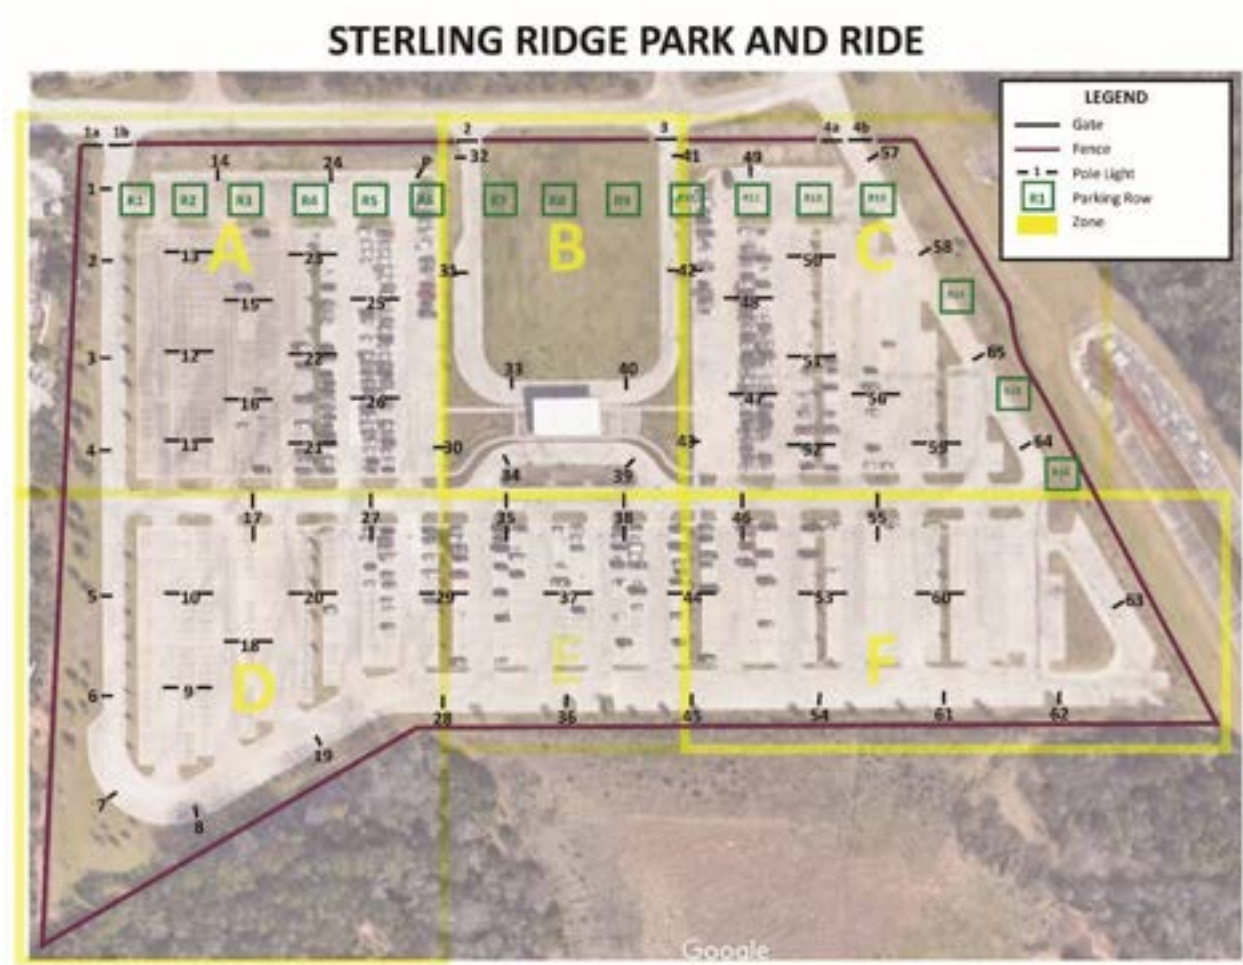 STERLING RIDGE PARK AND RIDE
LEGEND
Gate
Fence
1 Pole Light
R1 Parking Row
Zone
1a 1b 2 3 4a 4b
32 41 49 57
14 24
1 R1 R2 R3 R4 R5 R6 R7 R8 R9 R11
A B C
2 13 23 31 42 50 58
15 25 48
3 12 22 51 65
33 40
16 26 47 56
4 11 21 30 43 52 59 64
34 39
17 27 35 38 46 55
5 10 20 29 37 44 53 60 63
18
D E F
6 9
28 36 45 54 61 62
19
7
8
Google